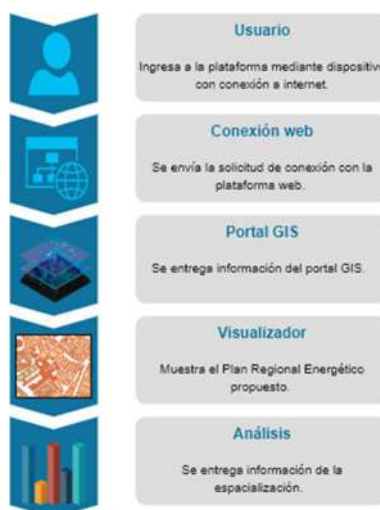 Usuario
Ingresa a la plataforma mediante dispositivo
con conexión a internet.
Conexión web
Se envía la solicitud de conexión con la
plataforma web.
Portal GIS
Se entrega información del portal GIS.
Visualizador
Muestra el Plan Regional Energético
propuesto.
Análisis
Se entrega información de la
espacialización.